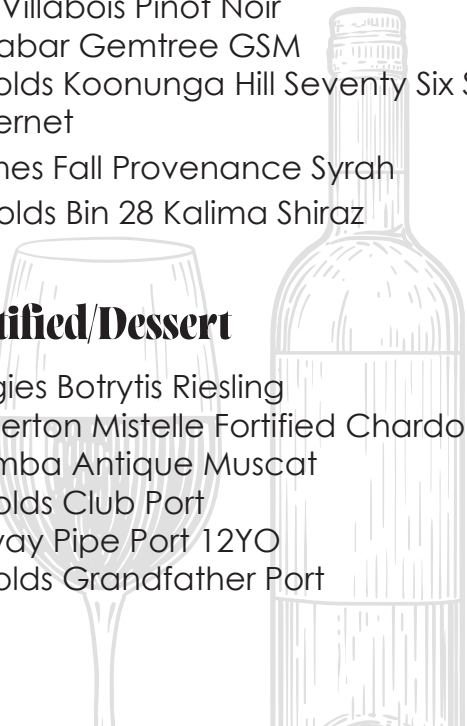 Villabois Pinot Noir
abar Gemtree GSM
olds Koonunga Hill Seventy Six S
ernet
nes Fall Provenance Syrah
olds Bin 28 Kalima Shiraz
tified/Dessert
gies Botrytis Riesling
erton Mistelle Fortified Chardo
mba Antique Muscat
olds Club Port
way Pipe Port 12YO
olds Grandfather Port